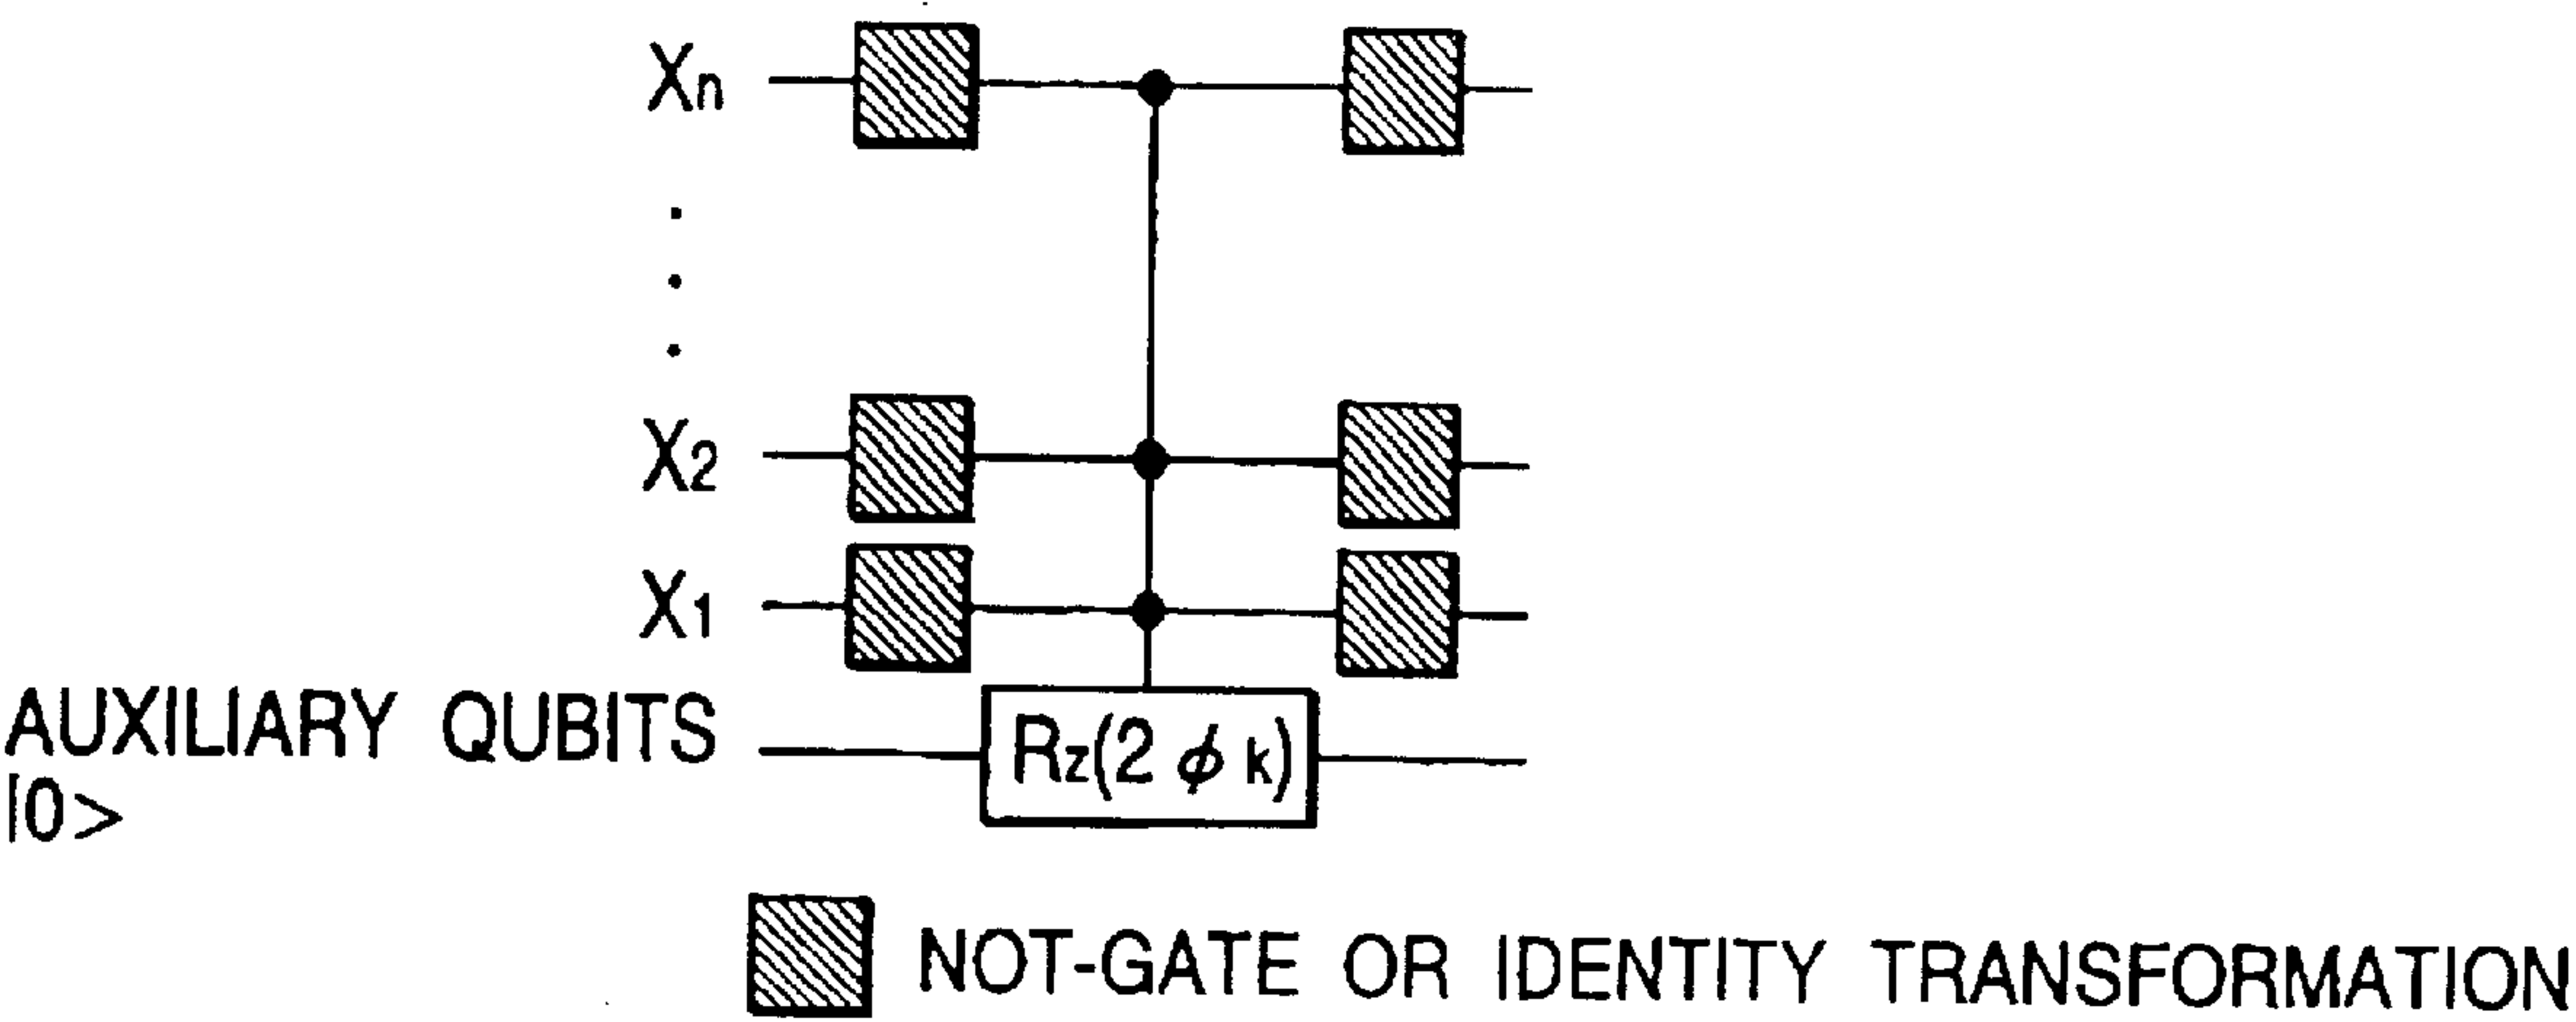 Xn
X2
X1
AUXILIARY QUBITS
|0>
Rz(2 ϕ k)
NOT-GATE OR IDENTITY TRANSFORMATION